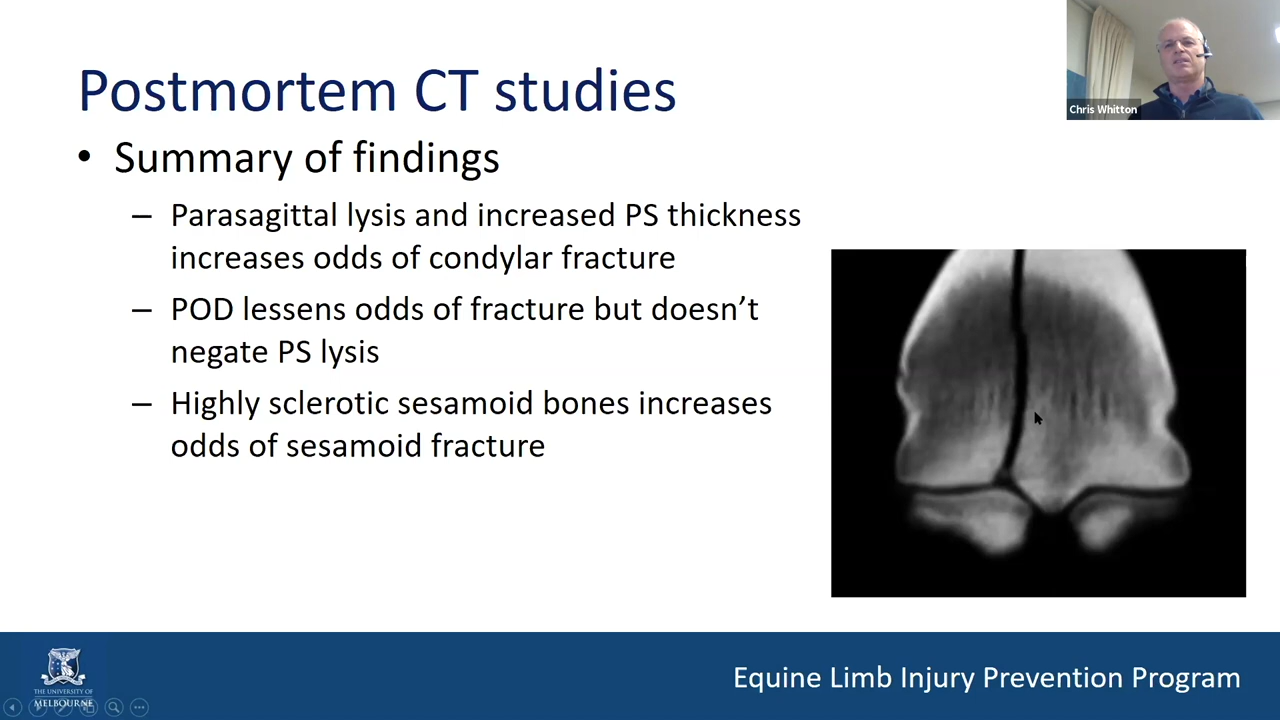 Postmortem CT studies
• Summary of findings
– Parasagittal lysis and increased PS thickness
increases odds of condylar fracture
– POD lessens odds of fracture but doesn’t
negate PS lysis
– Highly sclerotic sesamoid bones increases
odds of sesamoid fracture
Chris Whitton
THE UNIVERSITY OF
MELBOURNE
Equine Limb Injury Prevention Program